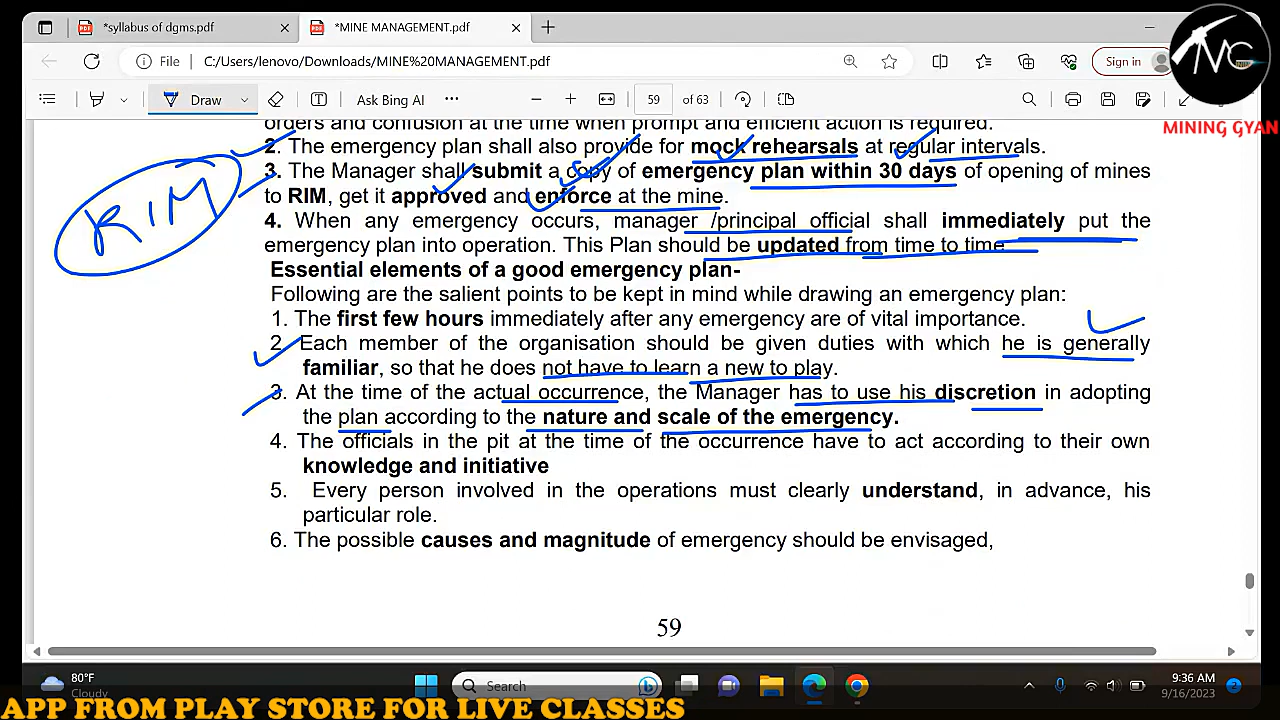 *syllabus of dgms.pdf
*MINE MANAGEMENT.pdf
File
C:/Users/lenovo/Downloads/MINE%20MANAGEMENT.pdf
Sign in
MC
MINING GYAN
Draw
Ask Bing AI
59 of 63
orders and confusion at the time when prompt and efficient action is required.
2. The emergency plan shall also provide for mock rehearsals at regular intervals.
3. The Manager shall submit a copy of emergency plan within 30 days of opening of mines
to RIM, get it approved and enforce at the mine.
RIM
4. When any emergency occurs, manager /principal official shall immediately put the
emergency plan into operation. This Plan should be updated from time to time
Essential elements of a good emergency plan-
Following are the salient points to be kept in mind while drawing an emergency plan:
1. The first few hours immediately after any emergency are of vital importance.
2. Each member of the organisation should be given duties with which he is generally
familiar, so that he does not have to learn a new to play.
3. At the time of the actual occurrence, the Manager has to use his discretion in adopting
the plan according to the nature and scale of the emergency.
4. The officials in the pit at the time of the occurrence have to act according to their own
knowledge and initiative
5. Every person involved in the operations must clearly understand, in advance, his
particular role.
6. The possible causes and magnitude of emergency should be envisaged,
59
80°F
Cloudy
Search
9:36 AM
9/16/2023
2
APP FROM PLAY STORE FOR LIVE CLASSES